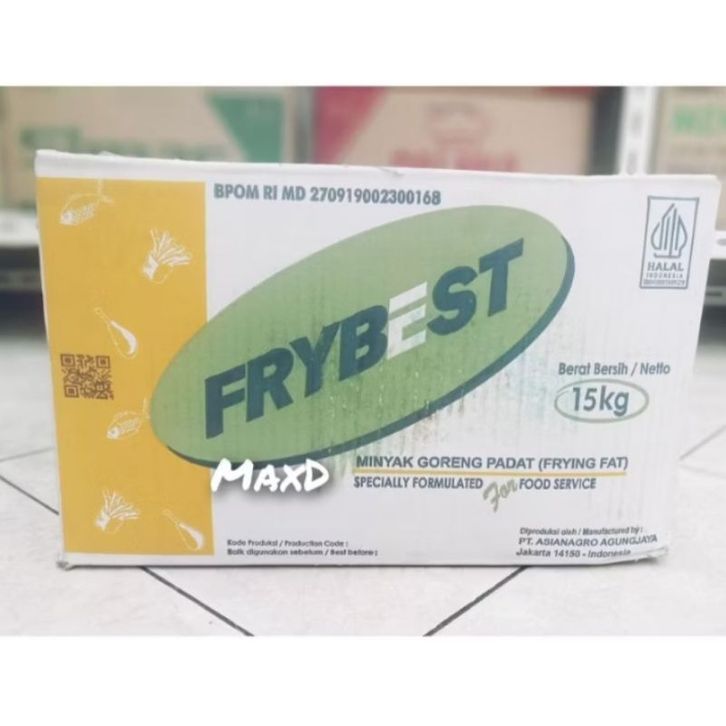 BPOM RI MD 270919002300168
HALAL
INDONESIA
FRYBEST
Berat Bersih / Netto
15kg
MAXD
MINYAK GORENG PADAT (FRYING FAT)
SPECIALLY FORMULATED For FOOD SERVICE
Kode Produksi / Production Code :
Baik digunakan sebelum / Best before :
Diproduksi oleh / Manufactured by :
PT. ASIANAGRO AGUNGJAYA
Jakarta 14150 - Indonesia